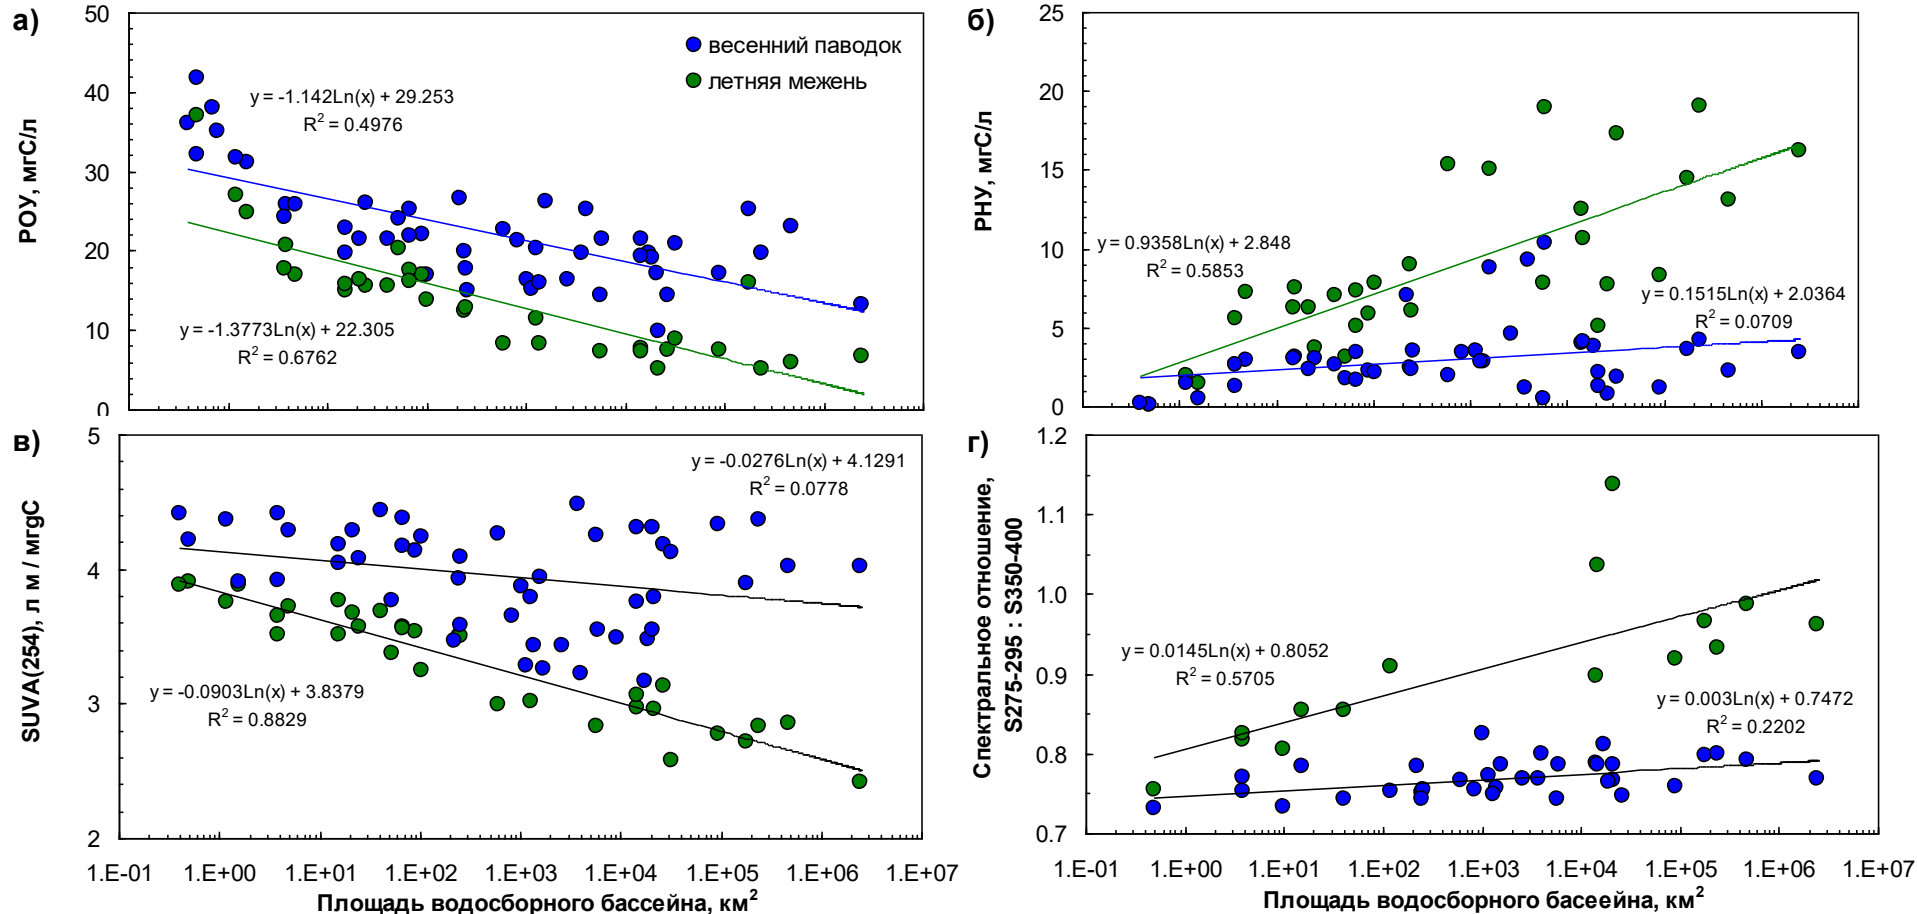 а)
50
40
30
20
10
0
РОУ, мгС/л
весенний паводок
летняя межень
y = -1.142Ln(x) + 29.253
R² = 0.4976
y = -1.3773Ln(x) + 22.305
R² = 0.6762
б)
25
20
15
10
5
0
РНУ, мгС/л
y = 0.9358Ln(x) + 2.848
R² = 0.5853
y = 0.1515Ln(x) + 2.0364
R² = 0.0709
в)
5
4
3
2
SUVA(254), л м / мгgC
y = -0.0276Ln(x) + 4.1291
R² = 0.0778
y = -0.0903Ln(x) + 3.8379
R² = 0.8829
1.E-01 1.E+00 1.E+01 1.E+02 1.E+03 1.E+04 1.E+05 1.E+06 1.E+07
Площадь водосборного бассейна, км²
г)
1.2
1.1
1.0
0.9
0.8
0.7
Спектральное отношение,
S275-295 : S350-400
y = 0.0145Ln(x) + 0.8052
R² = 0.5705
y = 0.003Ln(x) + 0.7472
R² = 0.2202
1.E-01 1.E+00 1.E+01 1.E+02 1.E+03 1.E+04 1.E+05 1.E+06 1.E+07
Площадь водосборного басеейна, км²